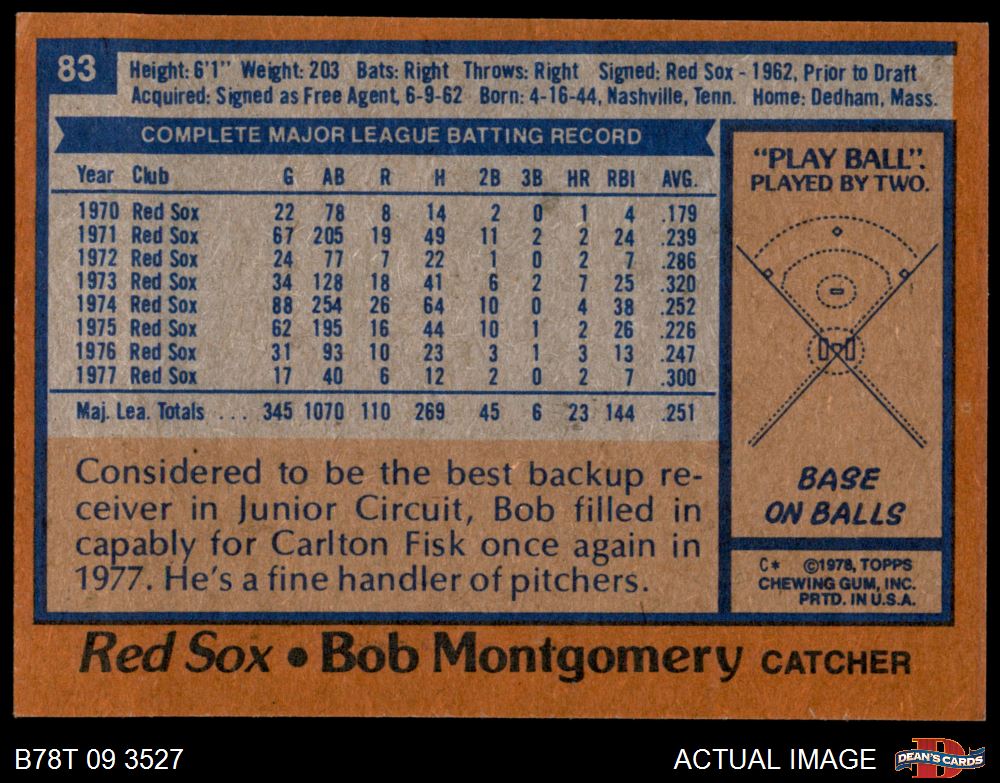 83
Height: 6'1" Weight: 203 Bats: Right Throws: Right Signed: Red Sox - 1962, Prior to Draft
Acquired: Signed as Free Agent, 6-9-62 Born: 4-16-44, Nashville, Tenn. Home: Dedham, Mass.
COMPLETE MAJOR LEAGUE BATTING RECORD
Year Club G AB R H 2B 3B HR RBI AVG.
1970 Red Sox 22 78 8 14 2 0 1 4 .179
1971 Red Sox 67 205 19 49 11 2 2 24 .239
1972 Red Sox 24 77 7 22 1 0 2 7 .286
1973 Red Sox 34 128 18 41 6 2 7 25 .320
1974 Red Sox 88 254 26 64 10 0 4 38 .252
1975 Red Sox 62 195 16 44 10 1 2 26 .226
1976 Red Sox 31 93 10 23 3 1 3 13 .247
1977 Red Sox 17 40 6 12 2 0 2 7 .300
Maj. Lea. Totals ... 345 1070 110 269 45 6 23 144 .251
Considered to be the best backup re-
ceiver in Junior Circuit, Bob filled in
capably for Carlton Fisk once again in
1977. He's a fine handler of pitchers.
"PLAY BALL".
PLAYED BY TWO.
BASE
ON BALLS
C* ©1978, TOPPS
CHEWING GUM, INC.
PRTD. IN U.S.A.
Red Sox • Bob Montgomery CATCHER
B78T 09 3527
ACTUAL IMAGE
D
DEAN'S CARDS